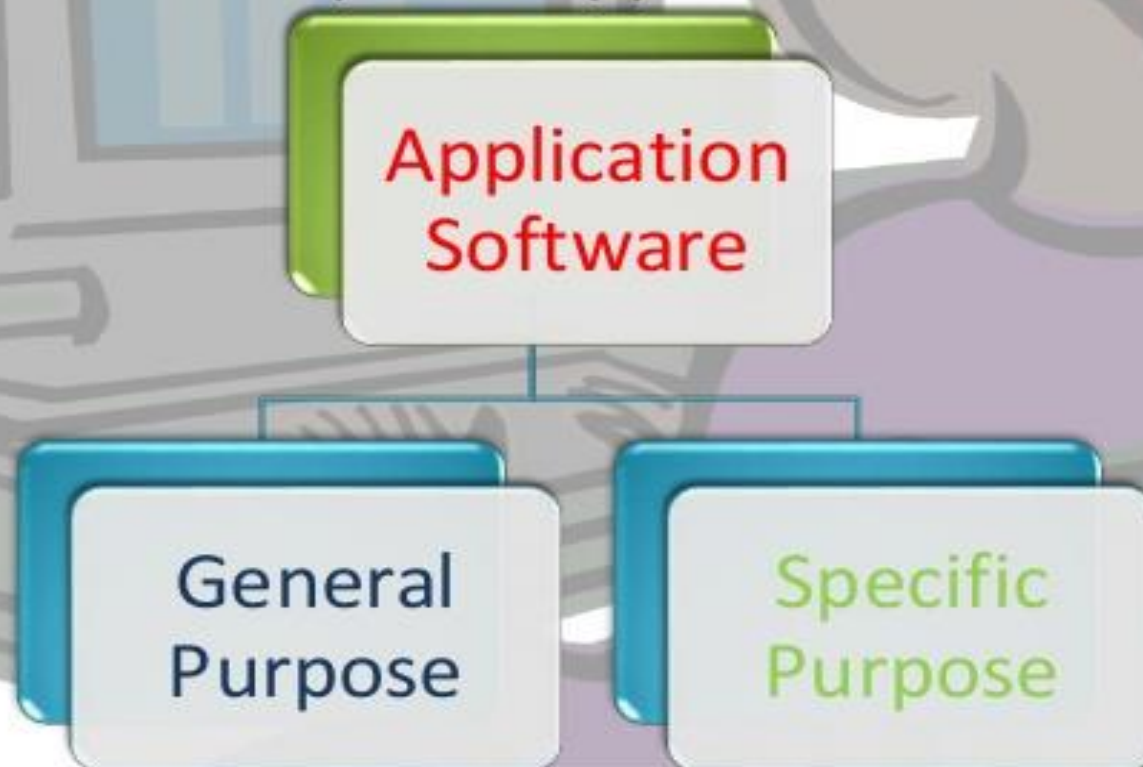 Application
Software
General
Purpose
Specific
Purpose